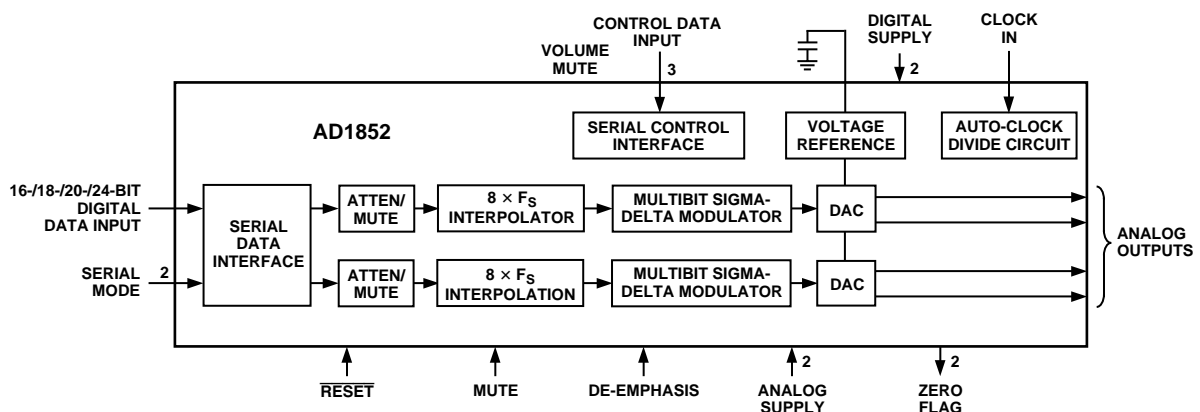 CONTROL DATA
INPUT
VOLUME
MUTE
3
DIGITAL
SUPPLY
2
CLOCK
IN
AD1852
SERIAL CONTROL
INTERFACE
VOLTAGE
REFERENCE
AUTO-CLOCK
DIVIDE CIRCUIT
16-/18-/20-/24-BIT
DIGITAL
DATA INPUT
SERIAL
MODE
2
SERIAL
DATA
INTERFACE
ATTEN/
MUTE
8 × FS
INTERPOLATOR
MULTIBIT SIGMA-
DELTA MODULATOR
DAC
ATTEN/
MUTE
8 × FS
INTERPOLATION
MULTIBIT SIGMA-
DELTA MODULATOR
DAC
ANALOG
OUTPUTS
RESET
MUTE
DE-EMPHASIS
2
ANALOG
SUPPLY
2
ZERO
FLAG